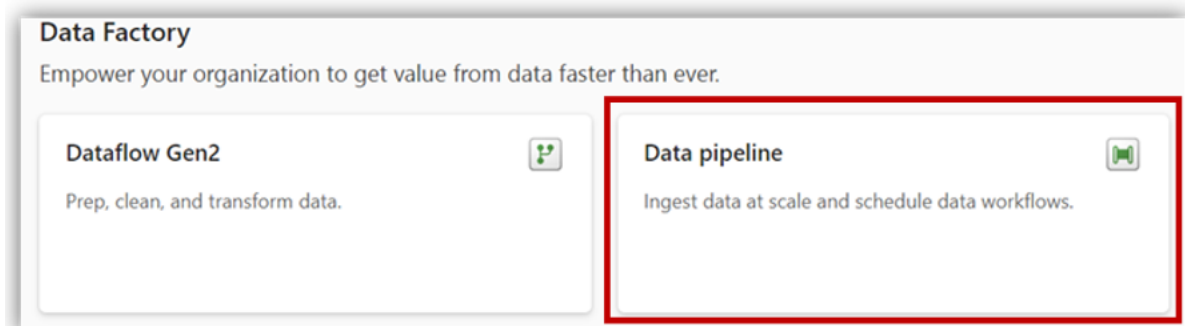 Data Factory
Empower your organization to get value from data faster than ever.
Dataflow Gen2
Prep, clean, and transform data.
Data pipeline
Ingest data at scale and schedule data workflows.